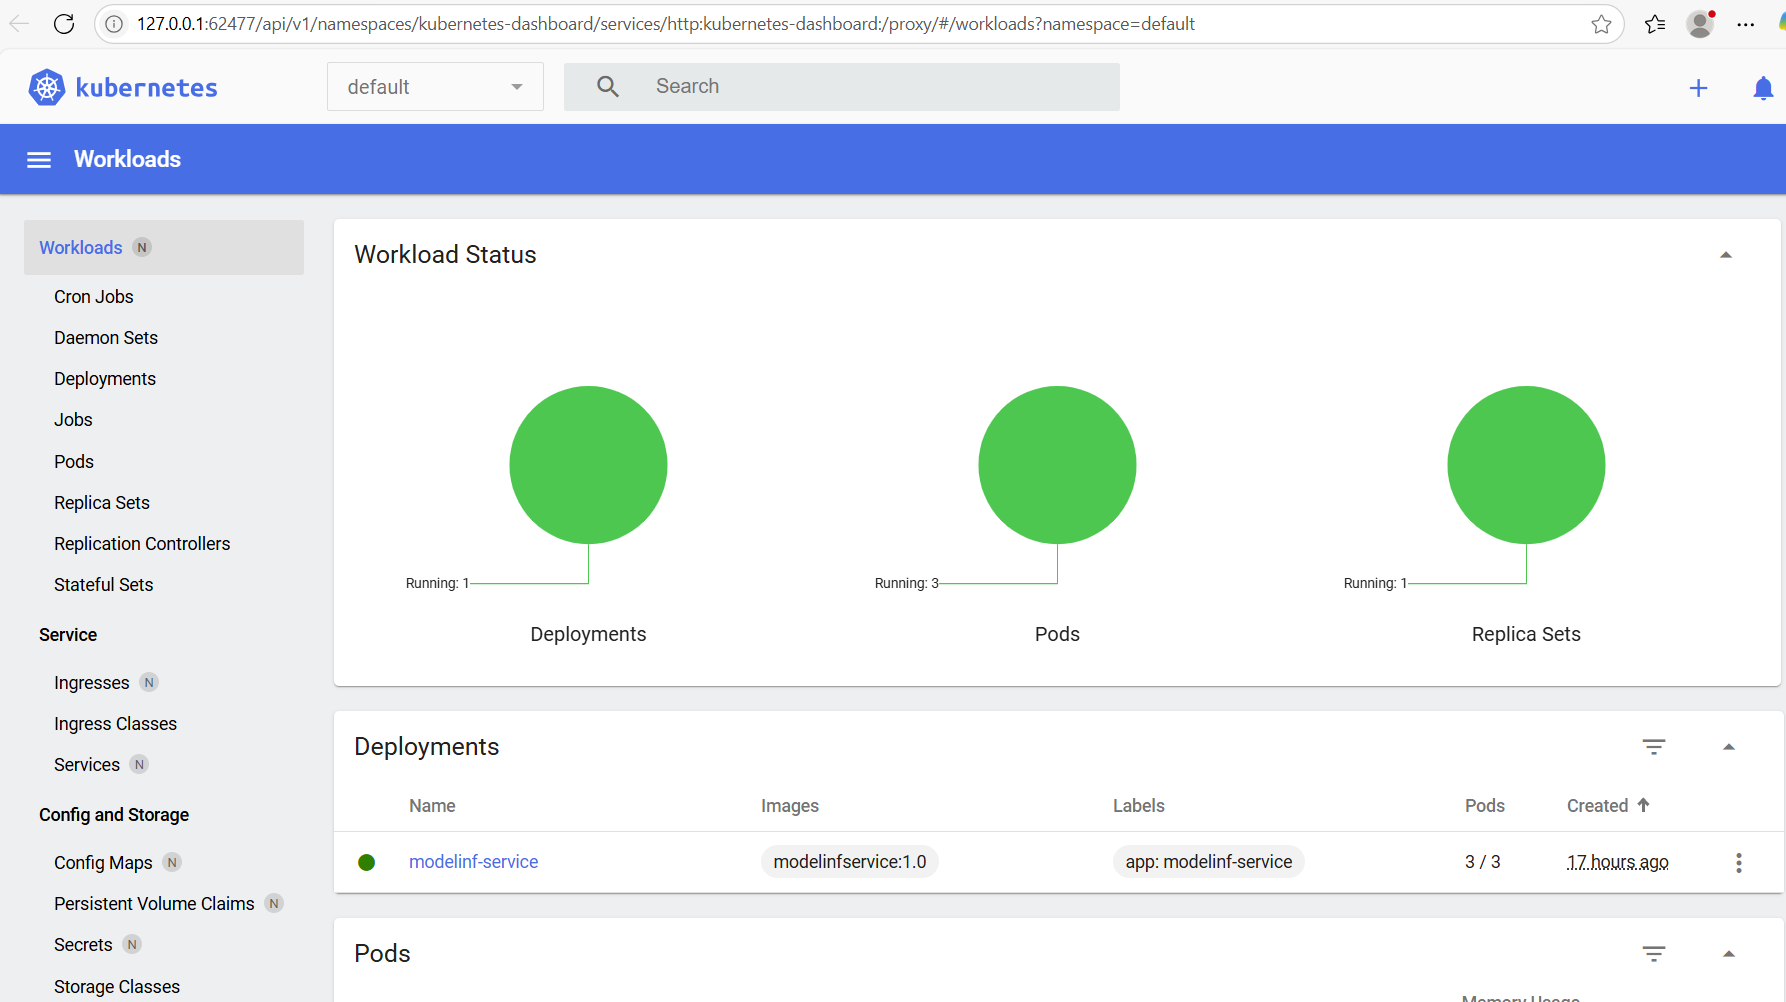 127.0.0.1:62477/api/v1/namespaces/kubernetes-dashboard/services/http:kubernetes-dashboard:/proxy/#/workloads?namespace=default
kubernetes
default
Search
Workloads
Workloads N
Cron Jobs
Daemon Sets
Deployments
Jobs
Pods
Replica Sets
Replication Controllers
Stateful Sets
Service
Ingresses N
Ingress Classes
Services N
Config and Storage
Config Maps N
Persistent Volume Claims N
Secrets N
Storage Classes
Workload Status
Running: 1
Deployments
Running: 3
Pods
Running: 1
Replica Sets
Deployments
Name Images Labels Pods Created
modelinf-service modelinfservice:1.0 app: modelinf-service 3 / 3 17 hours ago
Pods
Memory Usage